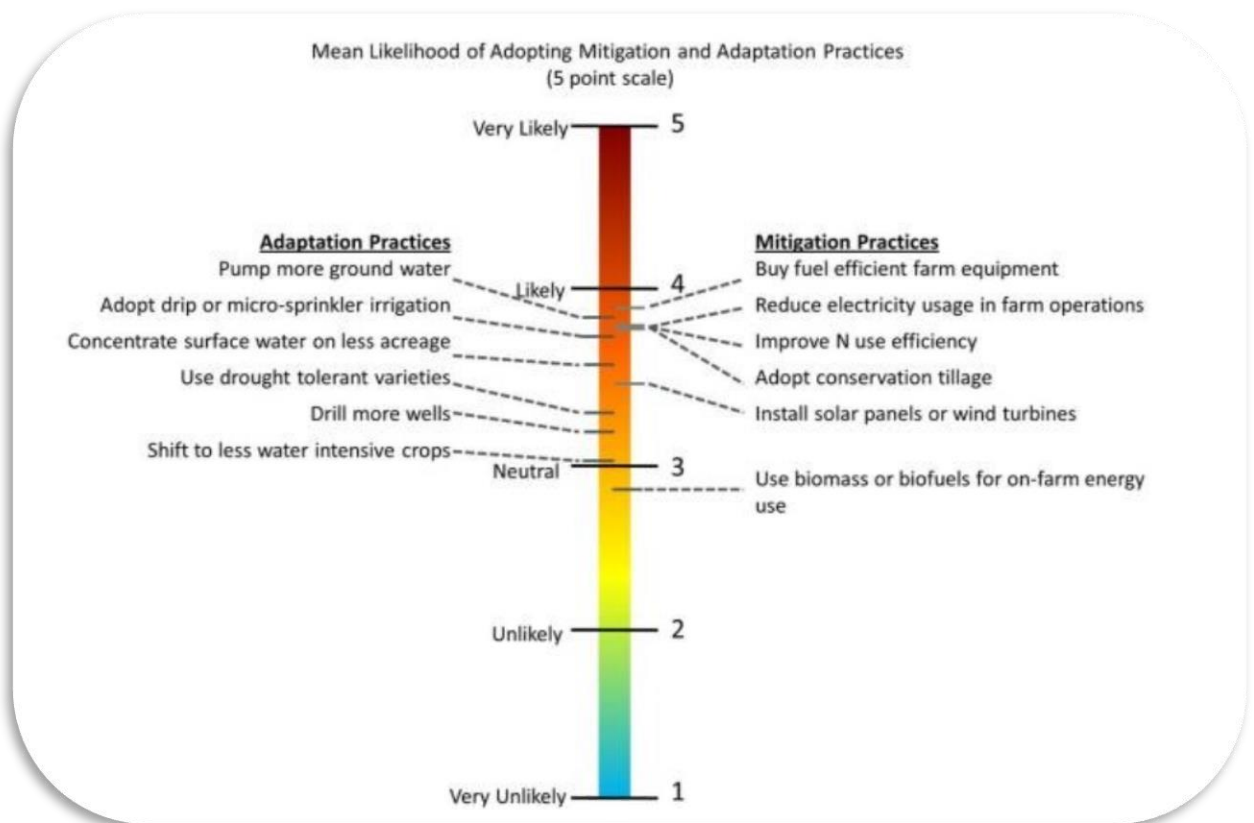 Mean Likelihood of Adopting Mitigation and Adaptation Practices
(5 point scale)
Very Likely
5
Adaptation Practices
Pump more ground water
Adopt drip or micro-sprinkler irrigation
Concentrate surface water on less acreage
Use drought tolerant varieties
Drill more wells
Shift to less water intensive crops
Likely
4
Mitigation Practices
Buy fuel efficient farm equipment
Reduce electricity usage in farm operations
Improve N use efficiency
Adopt conservation tillage
Install solar panels or wind turbines
Neutral
3
Use biomass or biofuels for on-farm energy
use
Unlikely
2
Very Unlikely
1